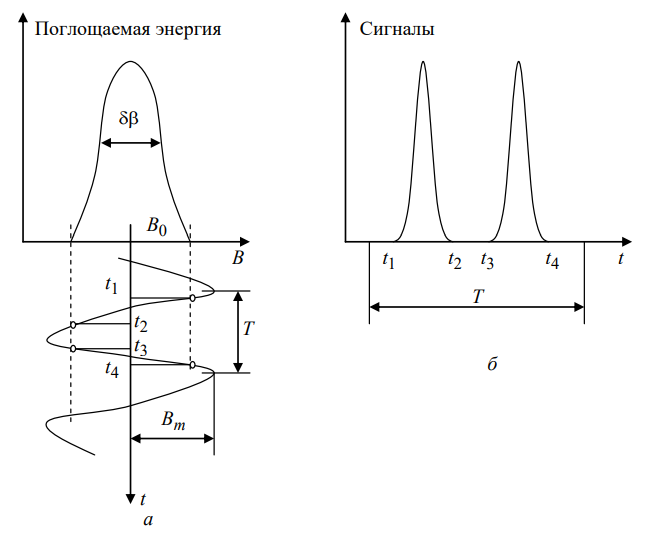 Поглощаемая энергия
δβ
B₀
B
t₁
t₂
t₃
t₄
T
Bₘ
t
а
Сигналы
t₁ t₂ t₃ t₄ t
T
б